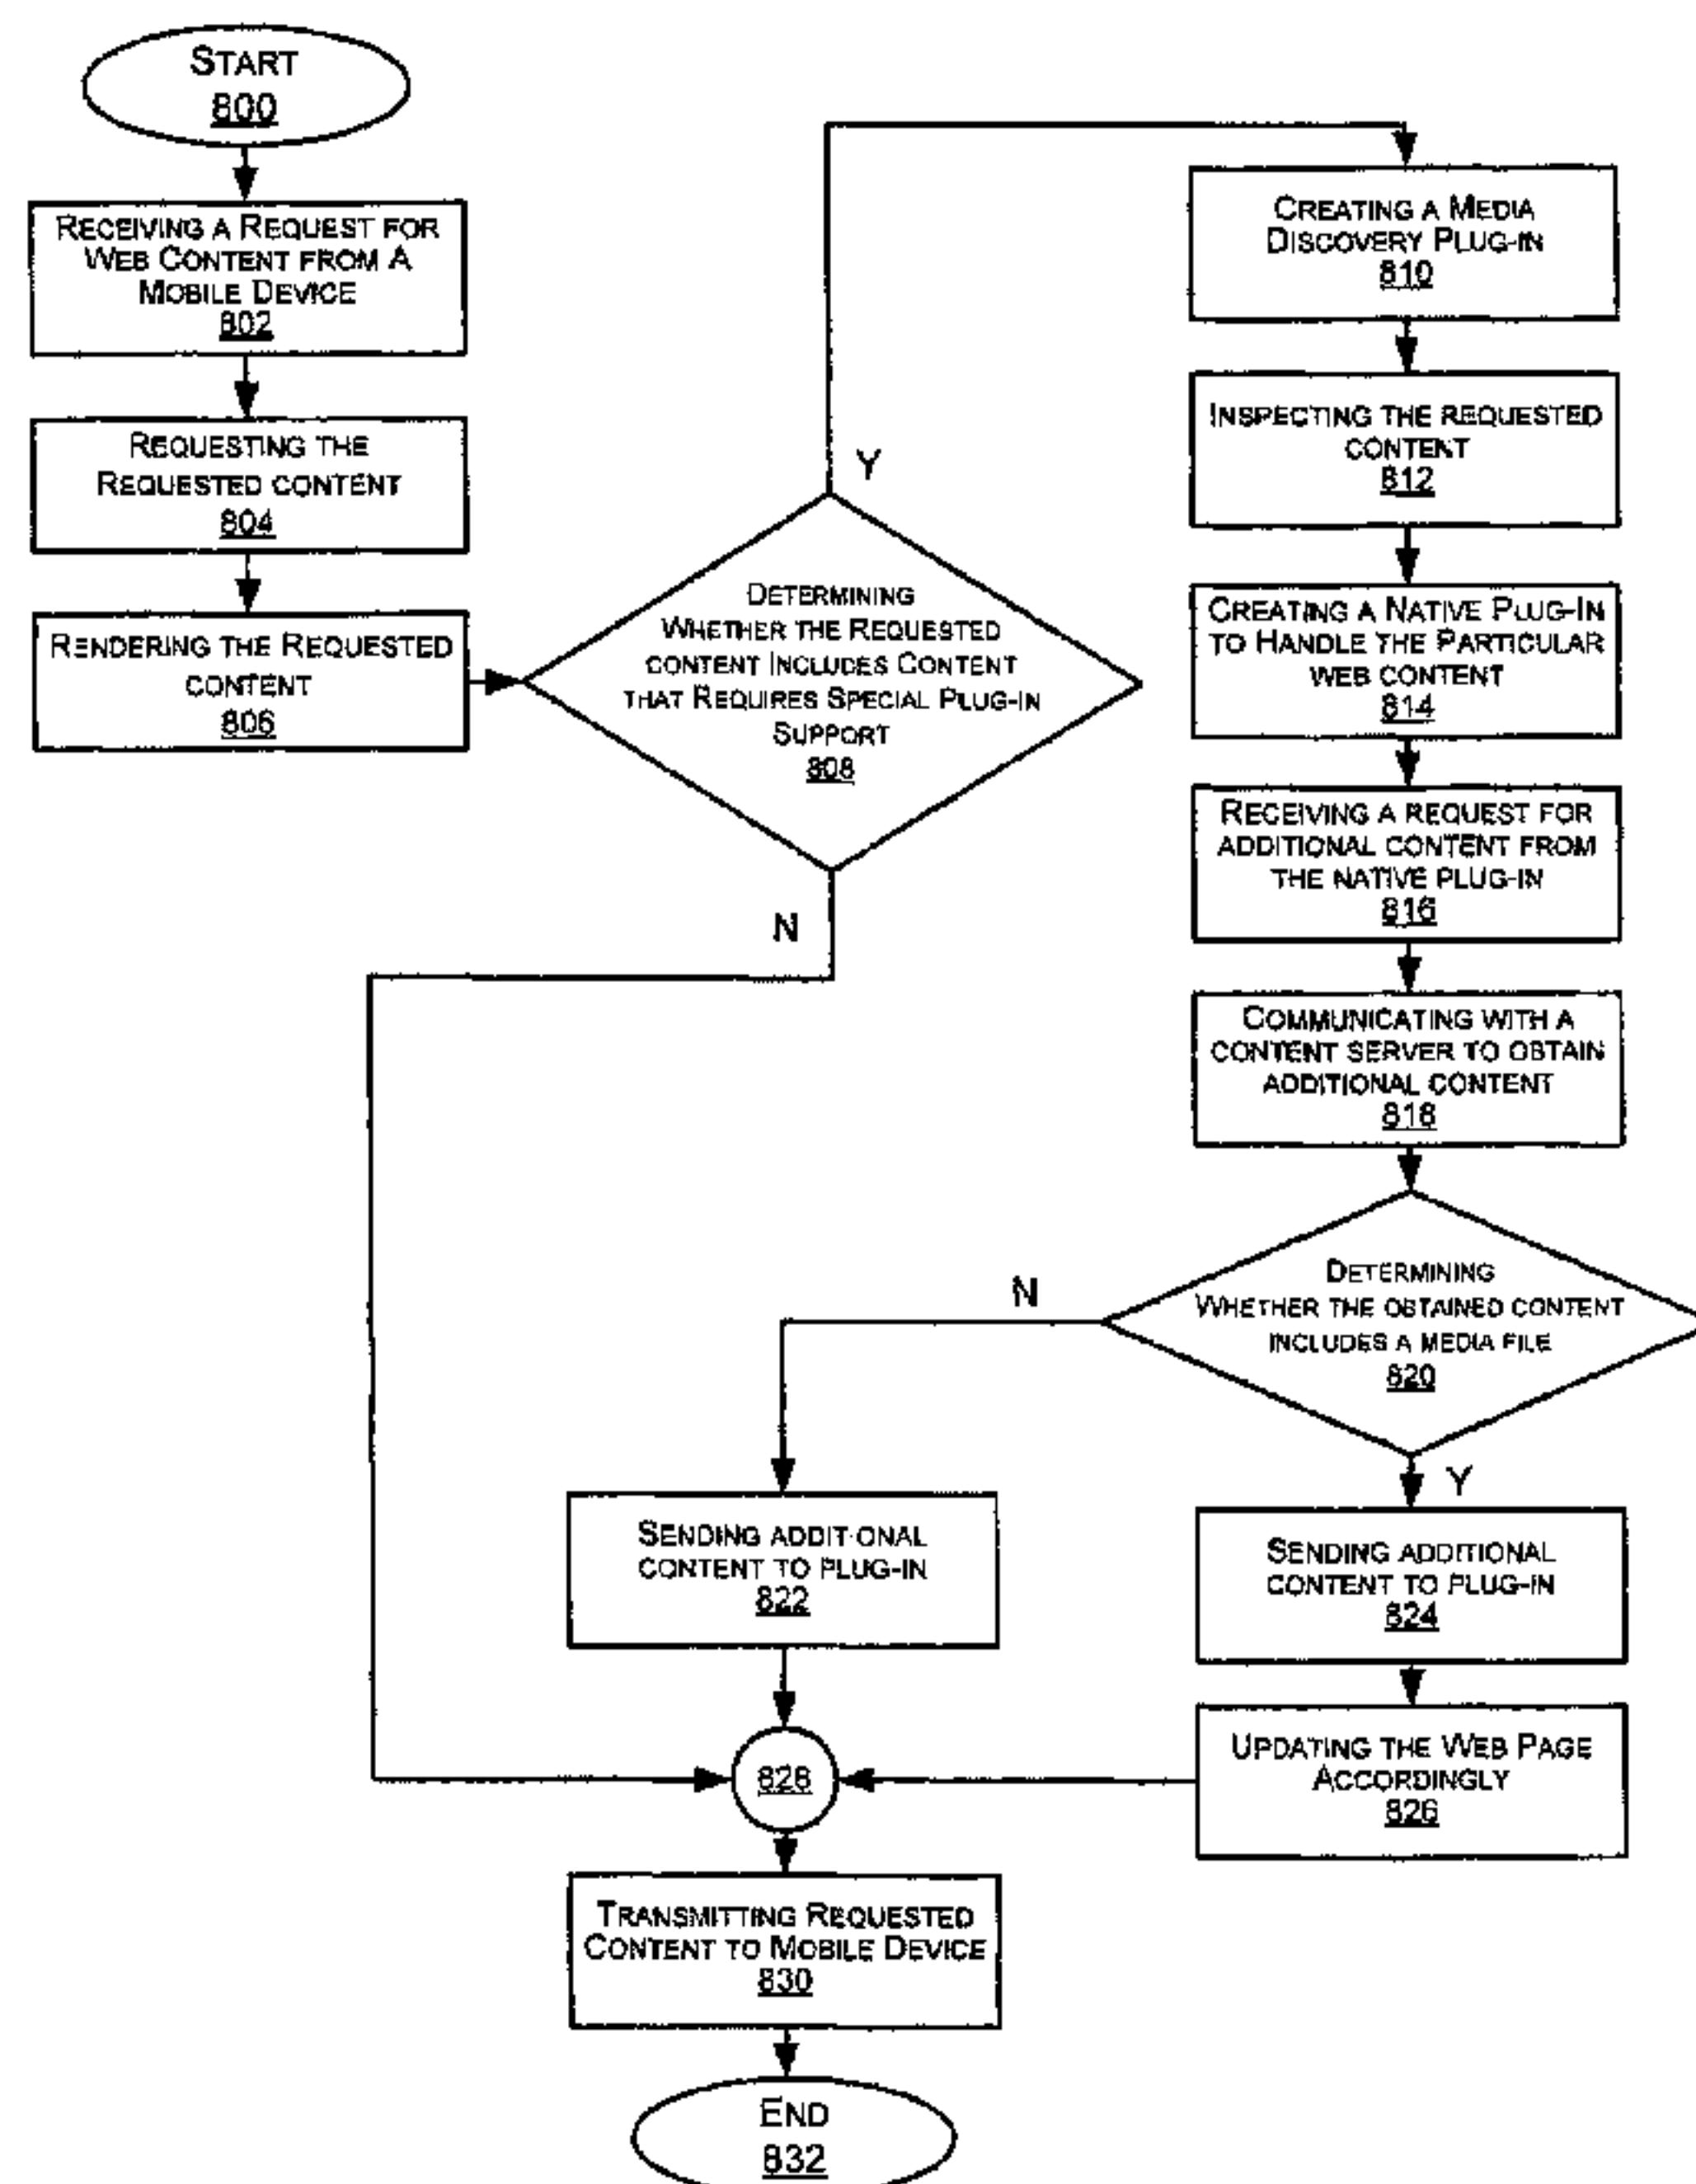 START
800
RECEIVING A REQUEST FOR
WEB CONTENT FROM A
MOBILE DEVICE
802
REQUESTING THE
REQUESTED CONTENT
804
RENDERING THE REQUESTED
CONTENT
806
DETERMINING
WHETHER THE REQUESTED
CONTENT INCLUDES CONTENT
THAT REQUIRES SPECIAL PLUG-IN
SUPPORT
808
Y
N
CREATING A MEDIA
DISCOVERY PLUG-IN
810
INSPECTING THE REQUESTED
CONTENT
812
CREATING A NATIVE PLUG-IN
TO HANDLE THE PARTICULAR
WEB CONTENT
814
RECEIVING A REQUEST FOR
ADDITIONAL CONTENT FROM
THE NATIVE PLUG-IN
816
COMMUNICATING WITH A
CONTENT SERVER TO OBTAIN
ADDITIONAL CONTENT
818
DETERMINING
WHETHER THE OBTAINED CONTENT
INCLUDES A MEDIA FILE
820
N
Y
SENDING ADDITIONAL
CONTENT TO PLUG-IN
822
SENDING ADDITIONAL
CONTENT TO PLUG-IN
824
UPDATING THE WEB PAGE
ACCORDINGLY
826
828
TRANSMITTING REQUESTED
CONTENT TO MOBILE DEVICE
830
END
832